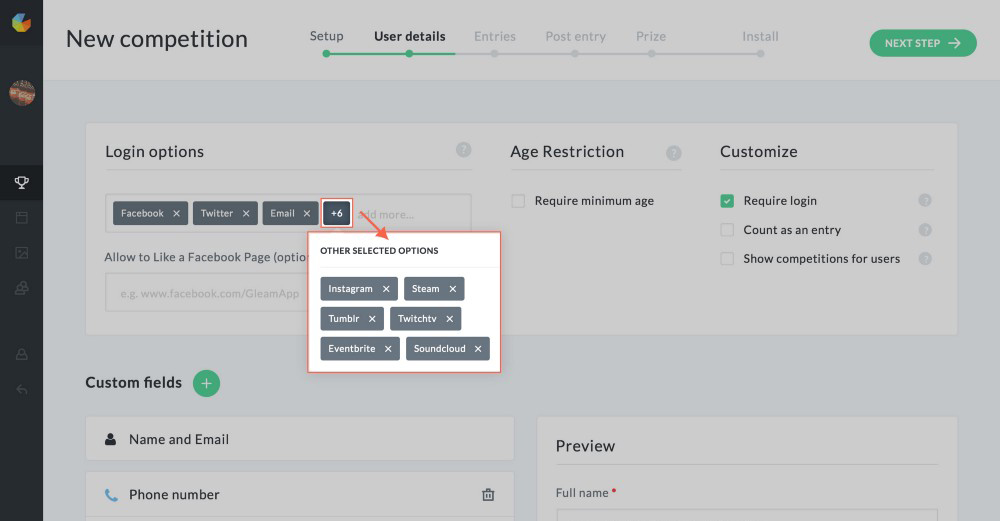 New competition
Setup
User details
Entries
Post entry
Prize
Install
NEXT STEP
Login options
?
Facebook ×
Twitter ×
Email ×
+6
add more...
Allow to Like a Facebook Page (optio
e.g. www.facebook.com/GleamApp
OTHER SELECTED OPTIONS
Instagram ×
Steam ×
Tumblr ×
Twitchtv ×
Eventbrite ×
Soundcloud ×
Age Restriction
?
Require minimum age
Customize
Require login
?
Count as an entry
?
Show competitions for users
?
Custom fields +
Name and Email
Phone number
Preview
Full name *